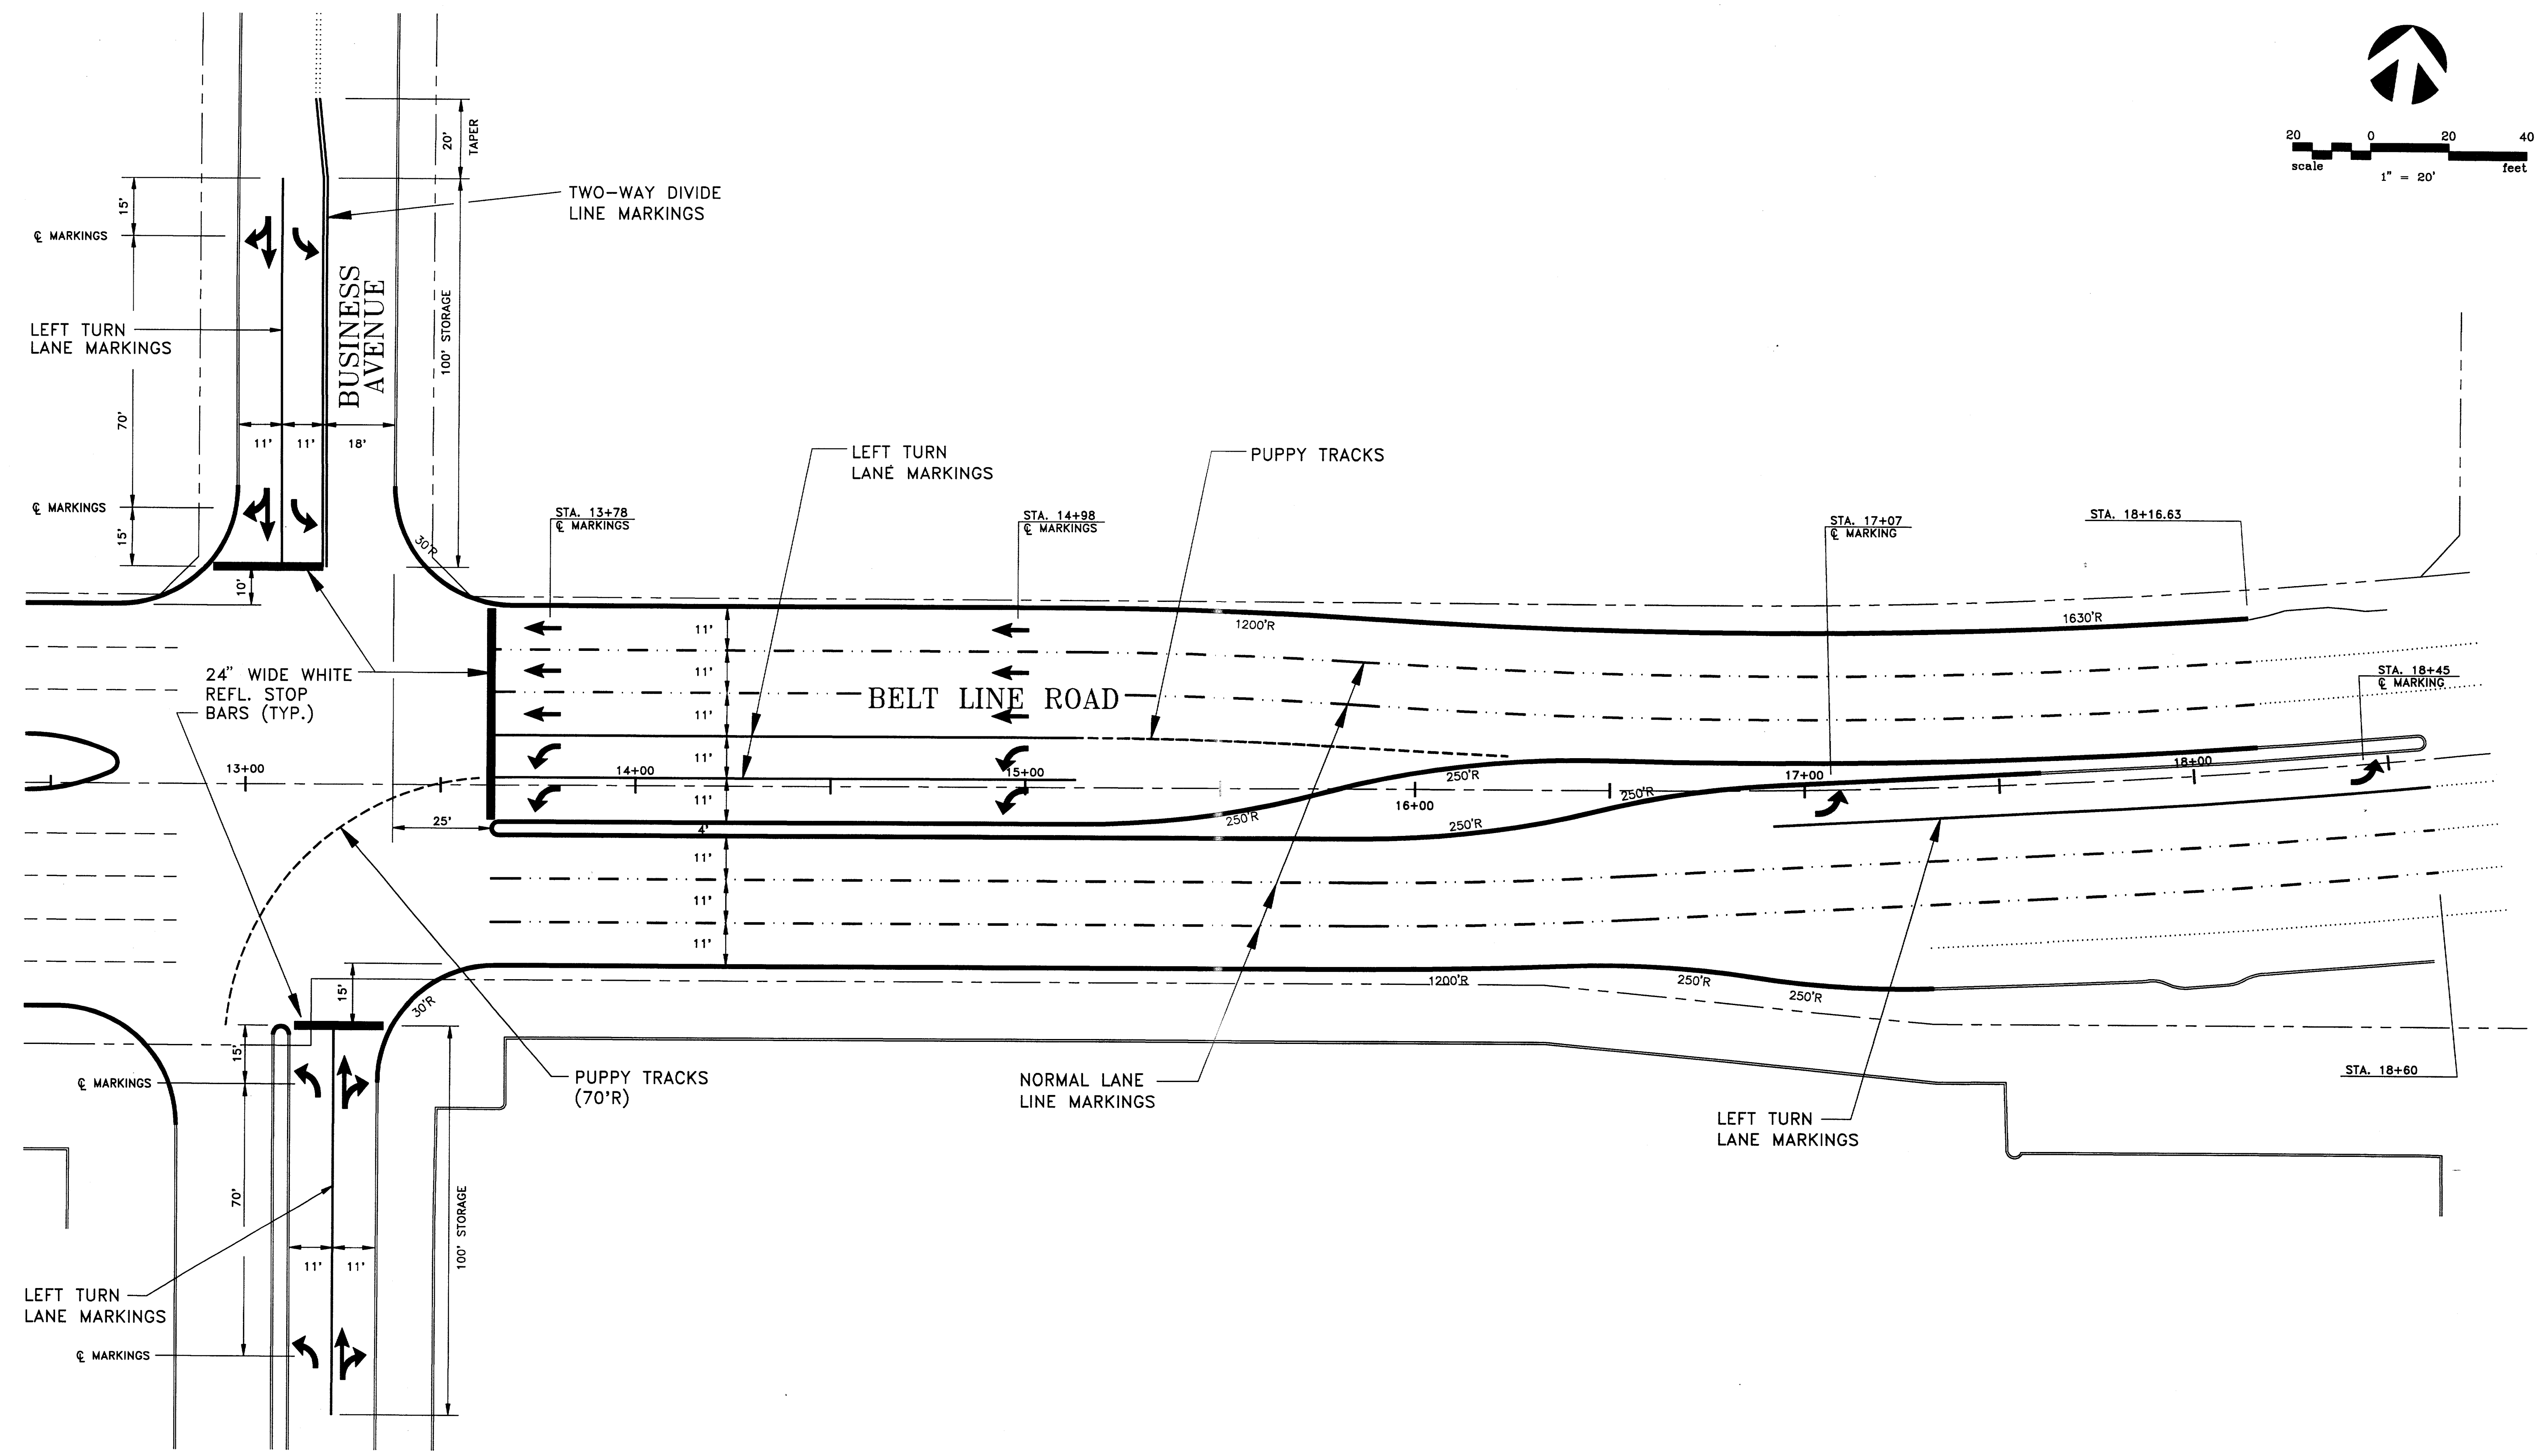 20 0 20 40
scale feet
1" = 20'
20'
TAPER
15'
℄ MARKINGS
TWO-WAY DIVIDE
LINE MARKINGS
LEFT TURN
LANE MARKINGS
BUSINESS
AVENUE
100' STORAGE
70'
11' 11' 18'
℄ MARKINGS
15'
10'
30'R
LEFT TURN
LANE MARKINGS
PUPPY TRACKS
STA. 13+78
℄ MARKINGS
STA. 14+98
℄ MARKINGS
STA. 17+07
℄ MARKING
STA. 18+16.63
STA. 18+45
℄ MARKING
1200'R
1630'R
24" WIDE WHITE
REFL. STOP
BARS (TYP.)
11'
11'
11'
11'
11'
4'
11'
11'
11'
BELT LINE ROAD
13+00
14+00
15+00
16+00
17+00
18+00
250'R
250'R
250'R
250'R
25'
1200'R
250'R
250'R
15'
30'R
15'
℄ MARKINGS
PUPPY TRACKS
(70'R)
NORMAL LANE
LINE MARKINGS
LEFT TURN
LANE MARKINGS
STA. 18+60
70'
100' STORAGE
11' 11'
LEFT TURN
LANE MARKINGS
℄ MARKINGS